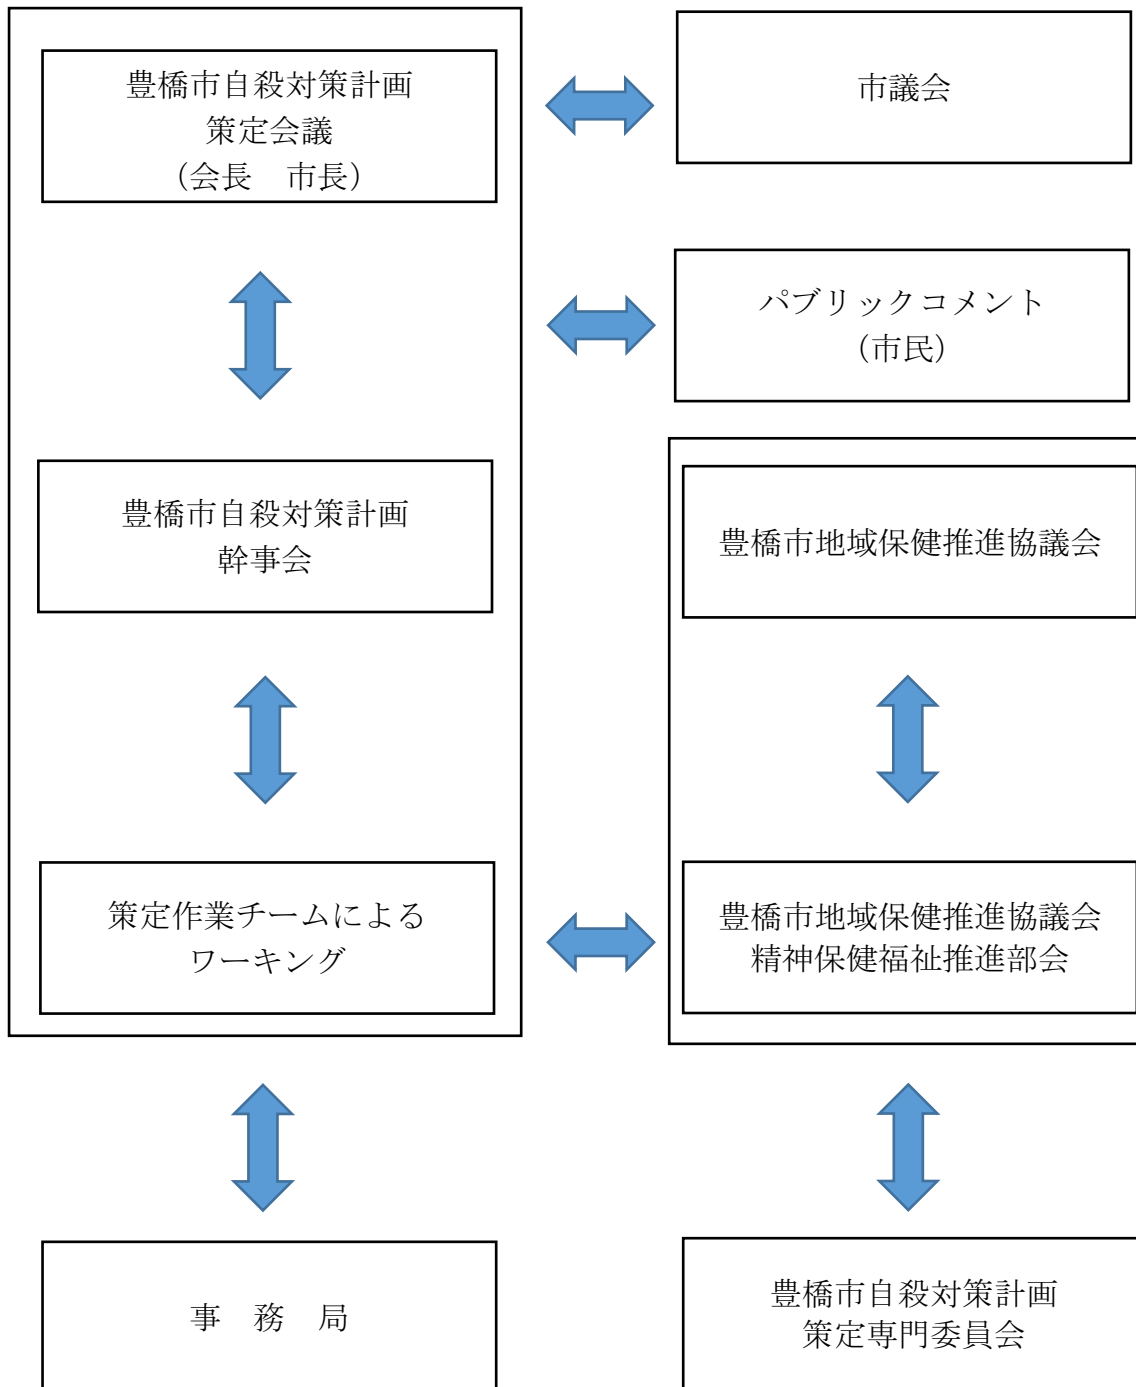 豊橋市自殺対策計画
策定会議
(会長　市長)
市議会
パブリックコメント
(市民)
豊橋市自殺対策計画
幹事会
豊橋市地域保健推進協議会
策定作業チームによる
ワーキング
豊橋市地域保健推進協議会
精神保健福祉推進部会
事　務　局
豊橋市自殺対策計画
策定専門委員会